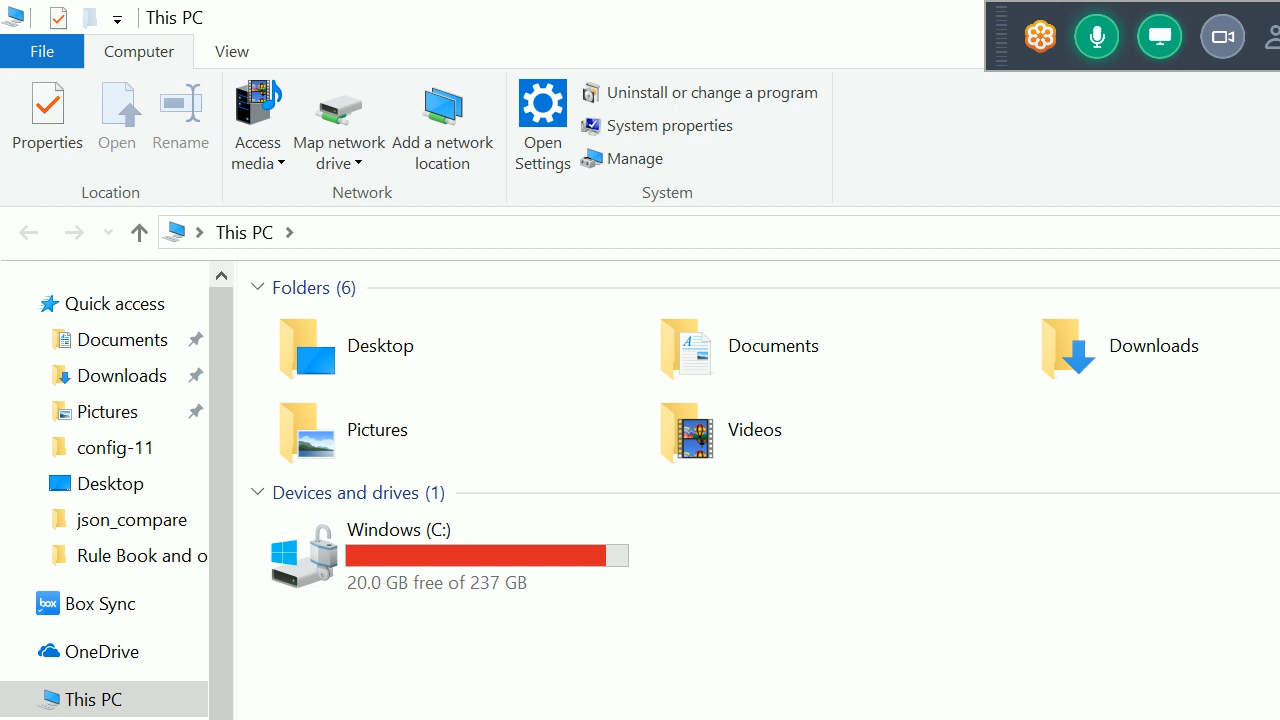 This PC
File
Computer
View
Properties
Open
Rename
Access media
Map network drive
Add a network location
Open Settings
Uninstall or change a program
System properties
Manage
Location
Network
System
This PC
Quick access
Documents
Downloads
Pictures
config-11
Desktop
json_compare
Rule Book and o
box
Box Sync
OneDrive
This PC
Folders (6)
Desktop
Documents
Downloads
Pictures
Videos
Devices and drives (1)
Windows (C:)
20.0 GB free of 237 GB